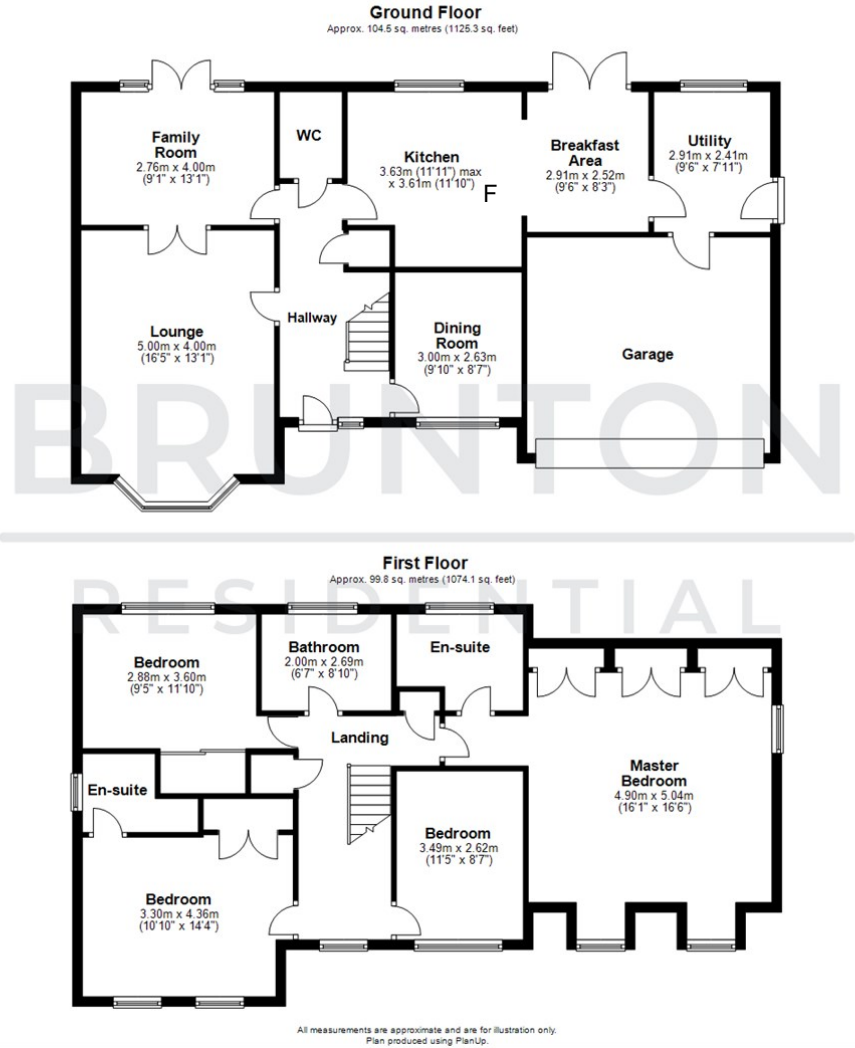 Ground Floor
Approx. 104.5 sq. metres (1125.3 sq. feet)
Family
Room
2.76m x 4.00m
(9'1" x 13'1")
WC
Kitchen
3.63m (11'11") max
x 3.61m (11'10")
F
Breakfast
Area
2.91m x 2.52m
(9'6" x 8'3")
Utility
2.91m x 2.41m
(9'6" x 7'11")
Lounge
5.00m x 4.00m
(16'5" x 13'1")
Hallway
Dining
Room
3.00m x 2.63m
(9'10" x 8'7")
Garage
BRUNTON
First Floor
Approx. 99.8 sq. metres (1074.1 sq. feet)
RESIDENTIAL
Bedroom
2.88m x 3.60m
(9'5" x 11'10")
Bathroom
2.00m x 2.69m
(6'7" x 8'10")
En-suite
Landing
En-suite
Master
Bedroom
4.90m x 5.04m
(16'1" x 16'6")
Bedroom
3.49m x 2.62m
(11'5" x 8'7")
Bedroom
3.30m x 4.36m
(10'10" x 14'4")
All measurements are approximate and are for illustration only.
Plan produced using PlanUp.